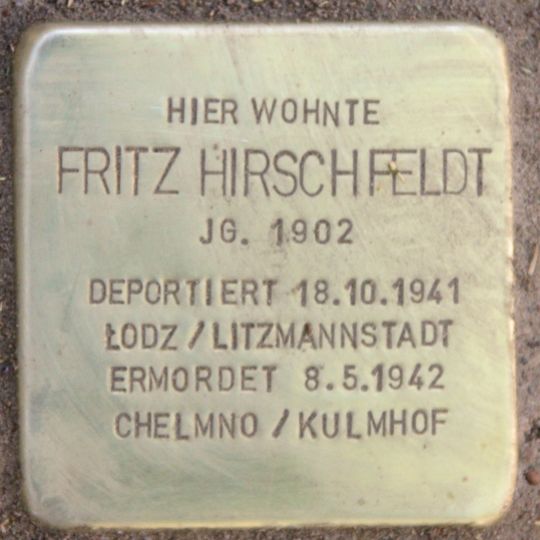 HIER WOHNTE
FRITZ HIRSCHFELDT
JG. 1902
DEPORTIERT 18.10.1941
ŁODZ / LITZMANNSTADT
ERMORDET 8.5.1942
CHELMNO / KULMHOF